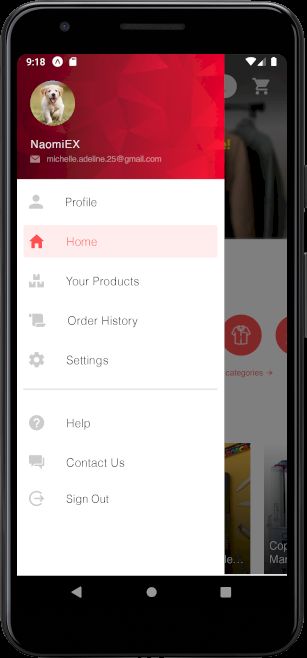 9:18
NaomiEX
michelle.adeline.25@gmail.com
Profile
Home
Your Products
Order History
Settings
categories →
Help
Contact Us
Sign Out
le...
Cop
Mar